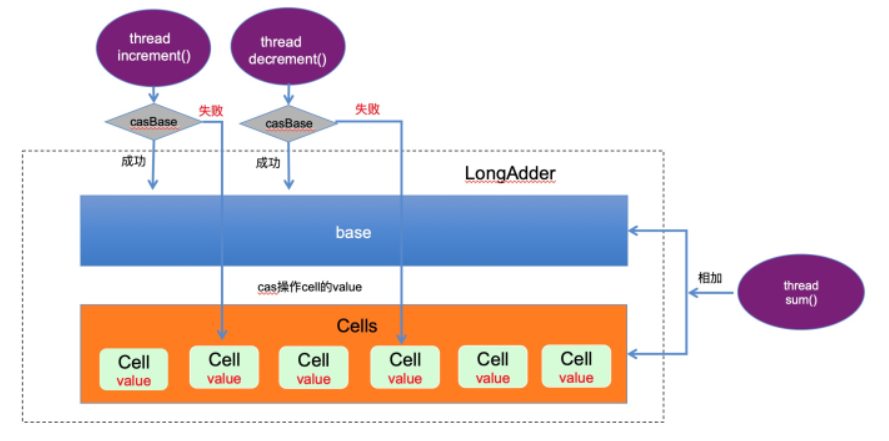 thread
increment()
thread
decrement()
casBase
失败
casBase
失败
成功
成功
LongAdder
base
相加
thread
sum()
cas操作cell的value
Cells
Cell
value
Cell
value
Cell
value
Cell
value
Cell
value
Cell
value